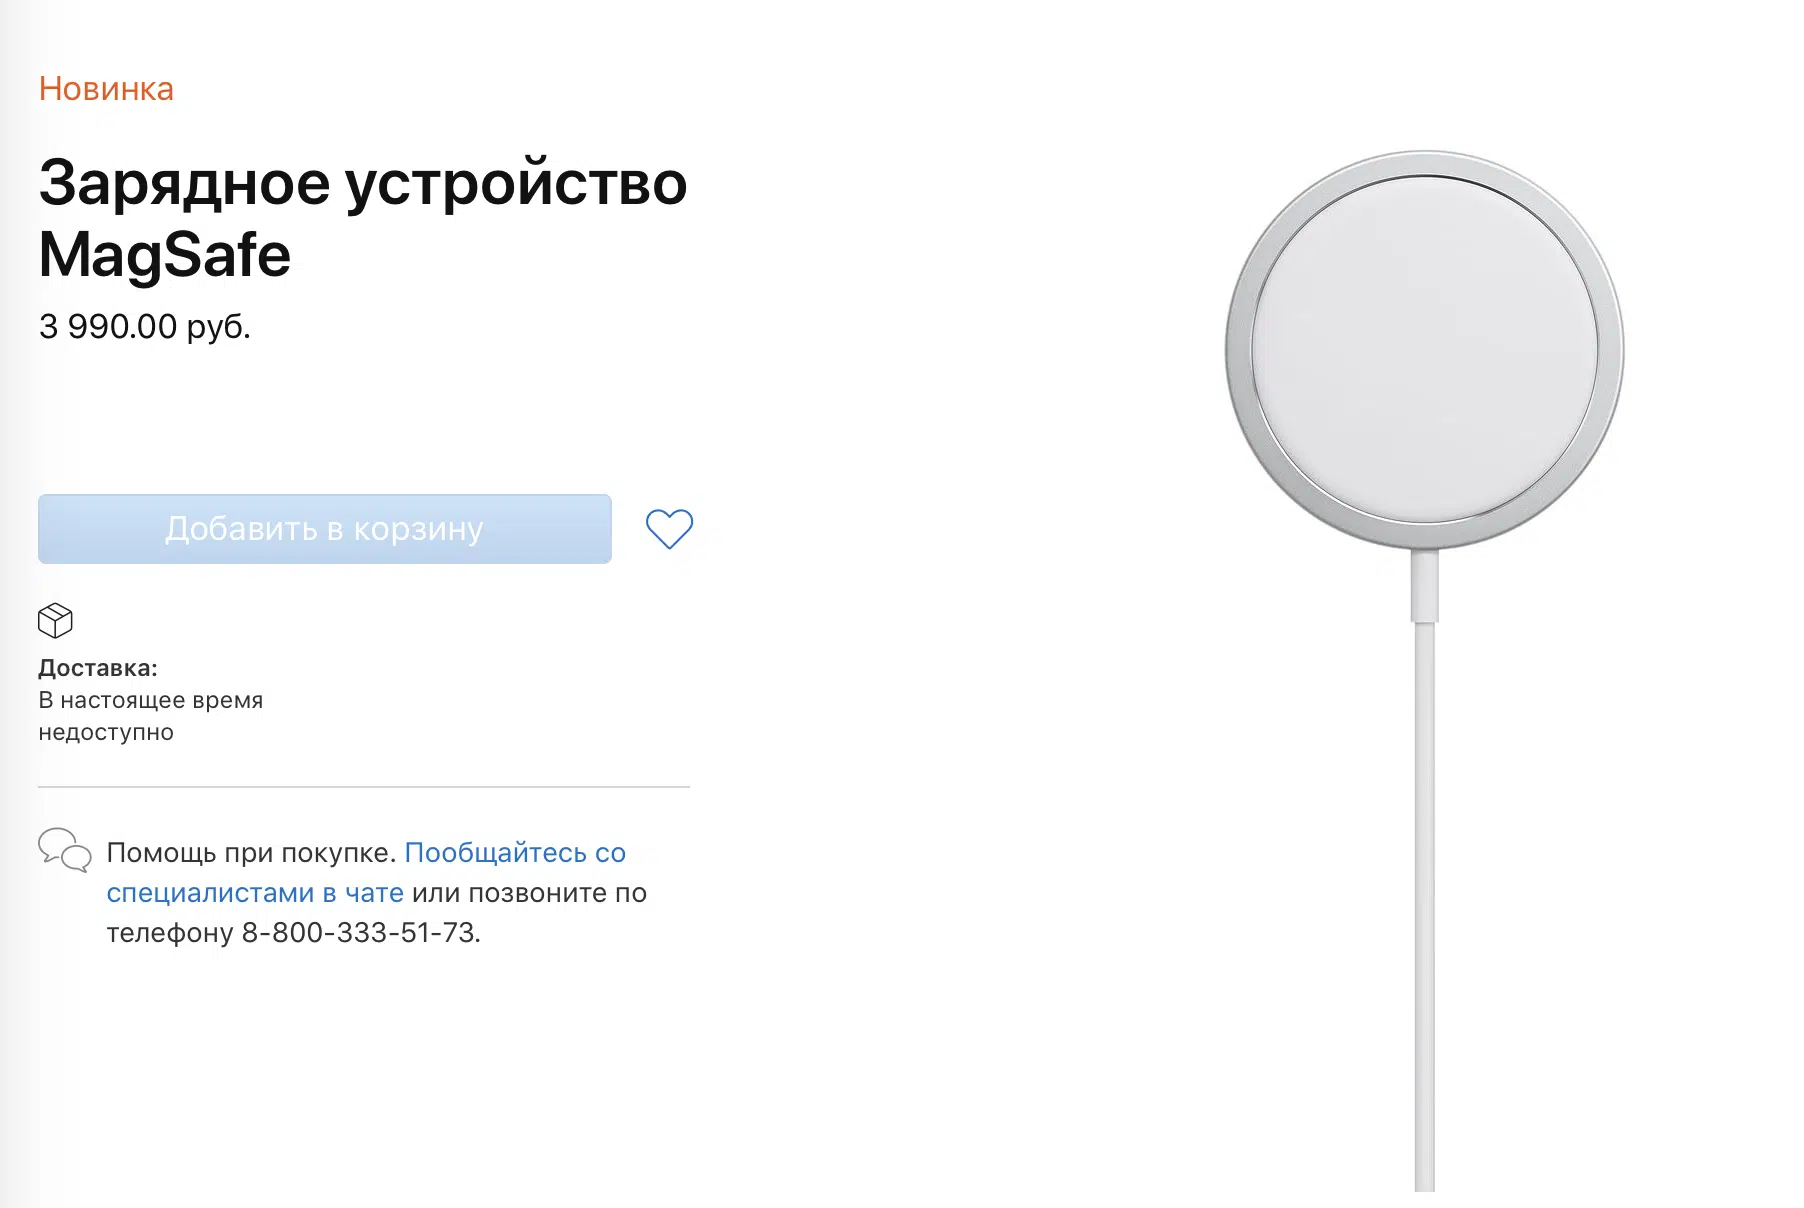 Новинка
Зарядное устройство
MagSafe
3 990.00 руб.
Добавить в корзину
Доставка:
В настоящее время
недоступно
Помощь при покупке. Пообщайтесь со
специалистами в чате или позвоните по
телефону 8-800-333-51-73.